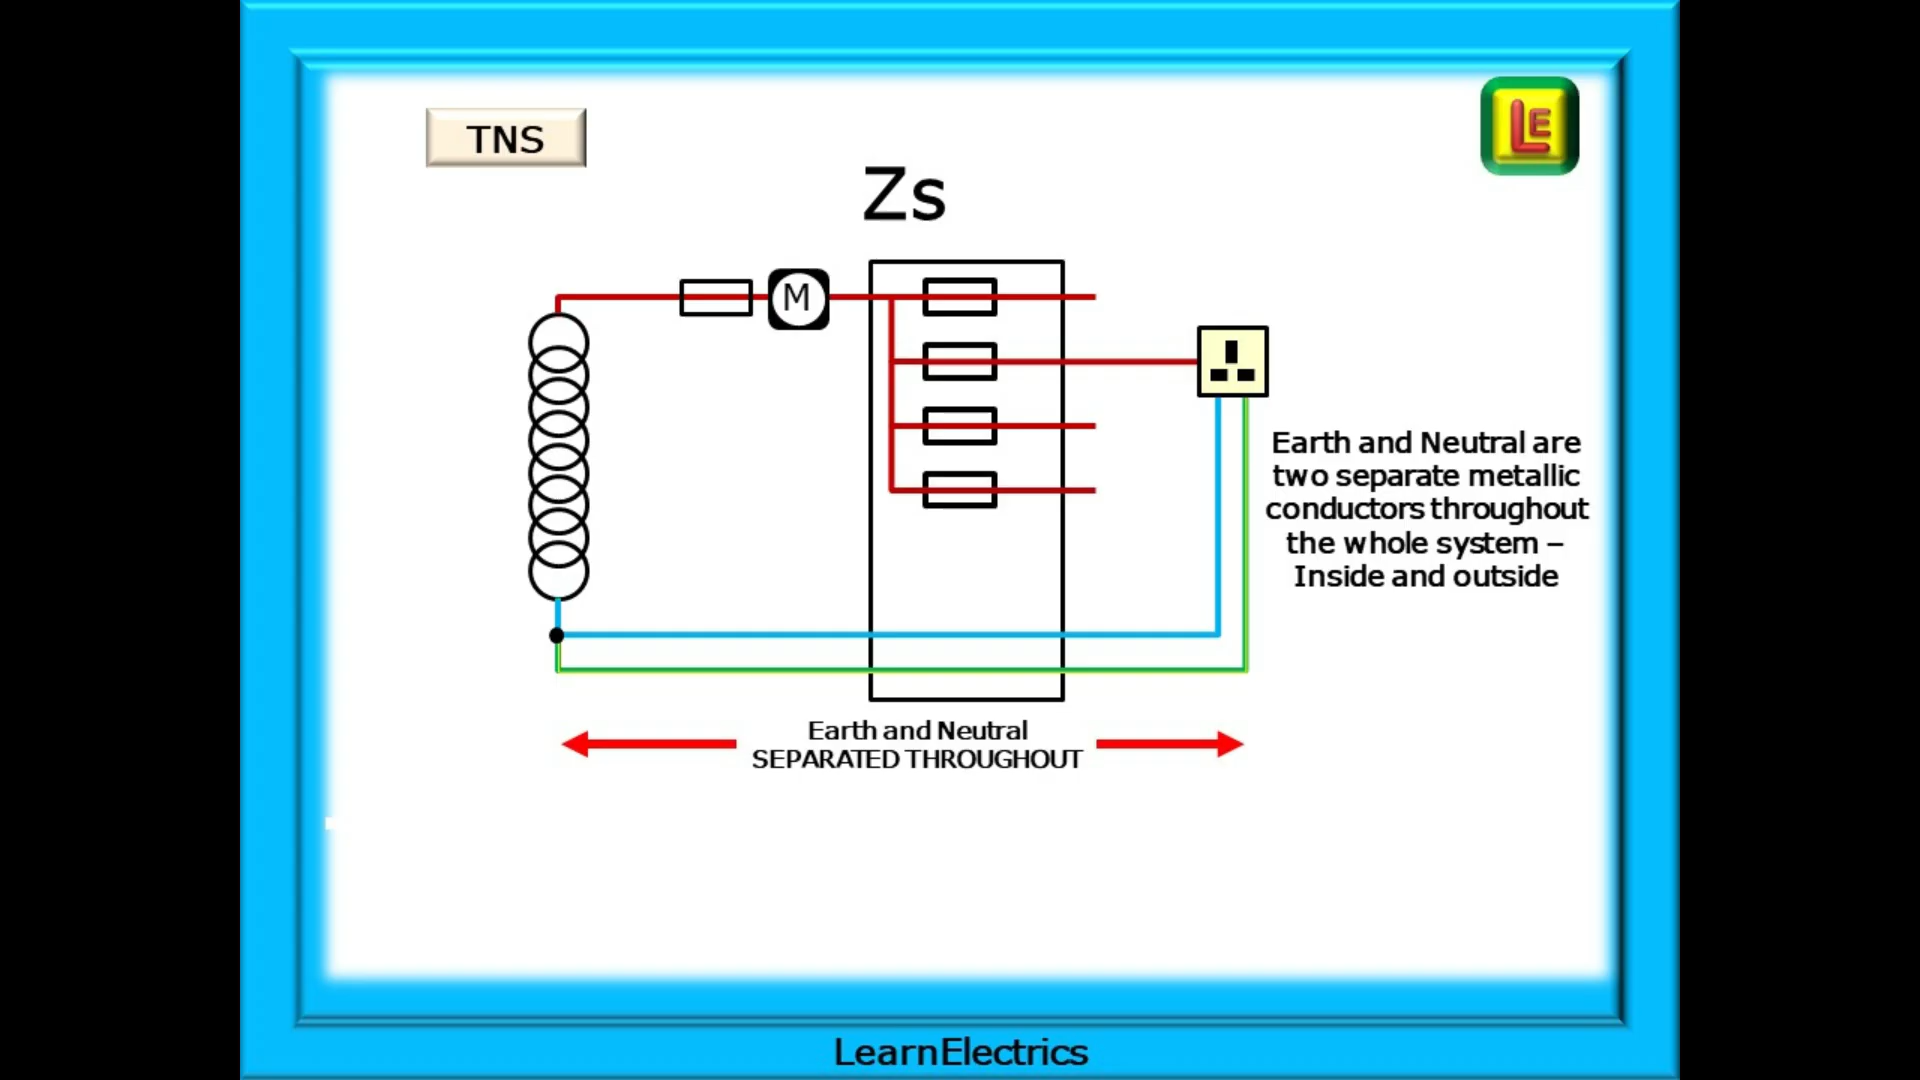 TNS
LE
Zs
M
Earth and Neutral are
two separate metallic
conductors throughout
the whole system –
Inside and outside
Earth and Neutral
SEPARATED THROUGHOUT
LearnElectrics